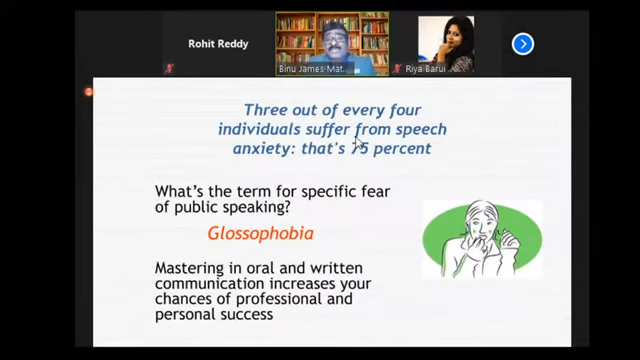 Rohit Reddy
Binu James Mat...
Riya Barui
Three out of every four
individuals suffer from speech
anxiety: that's 75 percent
What's the term for specific fear
of public speaking?
Glossophobia
Mastering in oral and written
communication increases your
chances of professional and
personal success